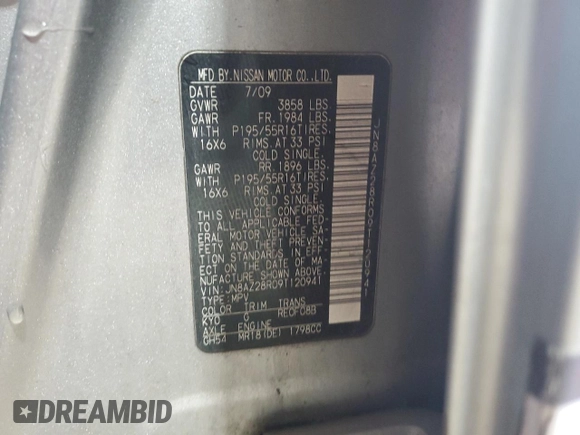 MFD BY NISSAN MOTOR CO.,LTD.
DATE 7/09
GVWR 3858 LBS
GAWR FR. 1984 LBS.
WITH P195/55R16TIRES.
16X6 RIMS.AT 33 PSI
COLD SINGLE.
GAWR RR.1896 LBS.
WITH P195/55R16TIRES.
16X6 RIMS.AT 33 PSI
COLD SINGLE.
THIS VEHICLE CONFORMS
TO ALL APPLICABLE FED-
ERAL MOTOR VEHICLE SA-
FETY AND THEFT PREVEN-
TION STANDARDS IN EFF-
ECT ON THE DATE OF MA-
NUFACTURE SHOWN ABOVE.
VIN:JN8AZ28R09T120941
TYPE:MPV
COLOR TRIM TRANS
KYO G RE0F08B
AXLE ENGINE
GH54 MR18(DE) 1798CC
JN8AZ28R09T120941
DREAMBID